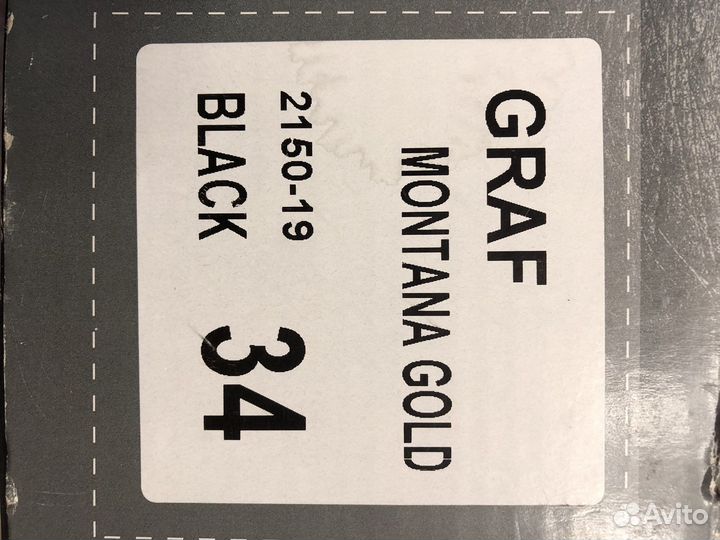 GRAF
MONTANA GOLD
2150-19
BLACK
34
Avito